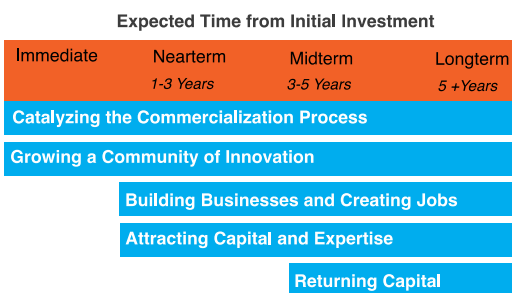 Expected Time from Initial Investment
Immediate Nearterm Midterm Longterm
1-3 Years 3-5 Years 5 +Years
Catalyzing the Commercialization Process
Growing a Community of Innovation
Building Businesses and Creating Jobs
Attracting Capital and Expertise
Returning Capital